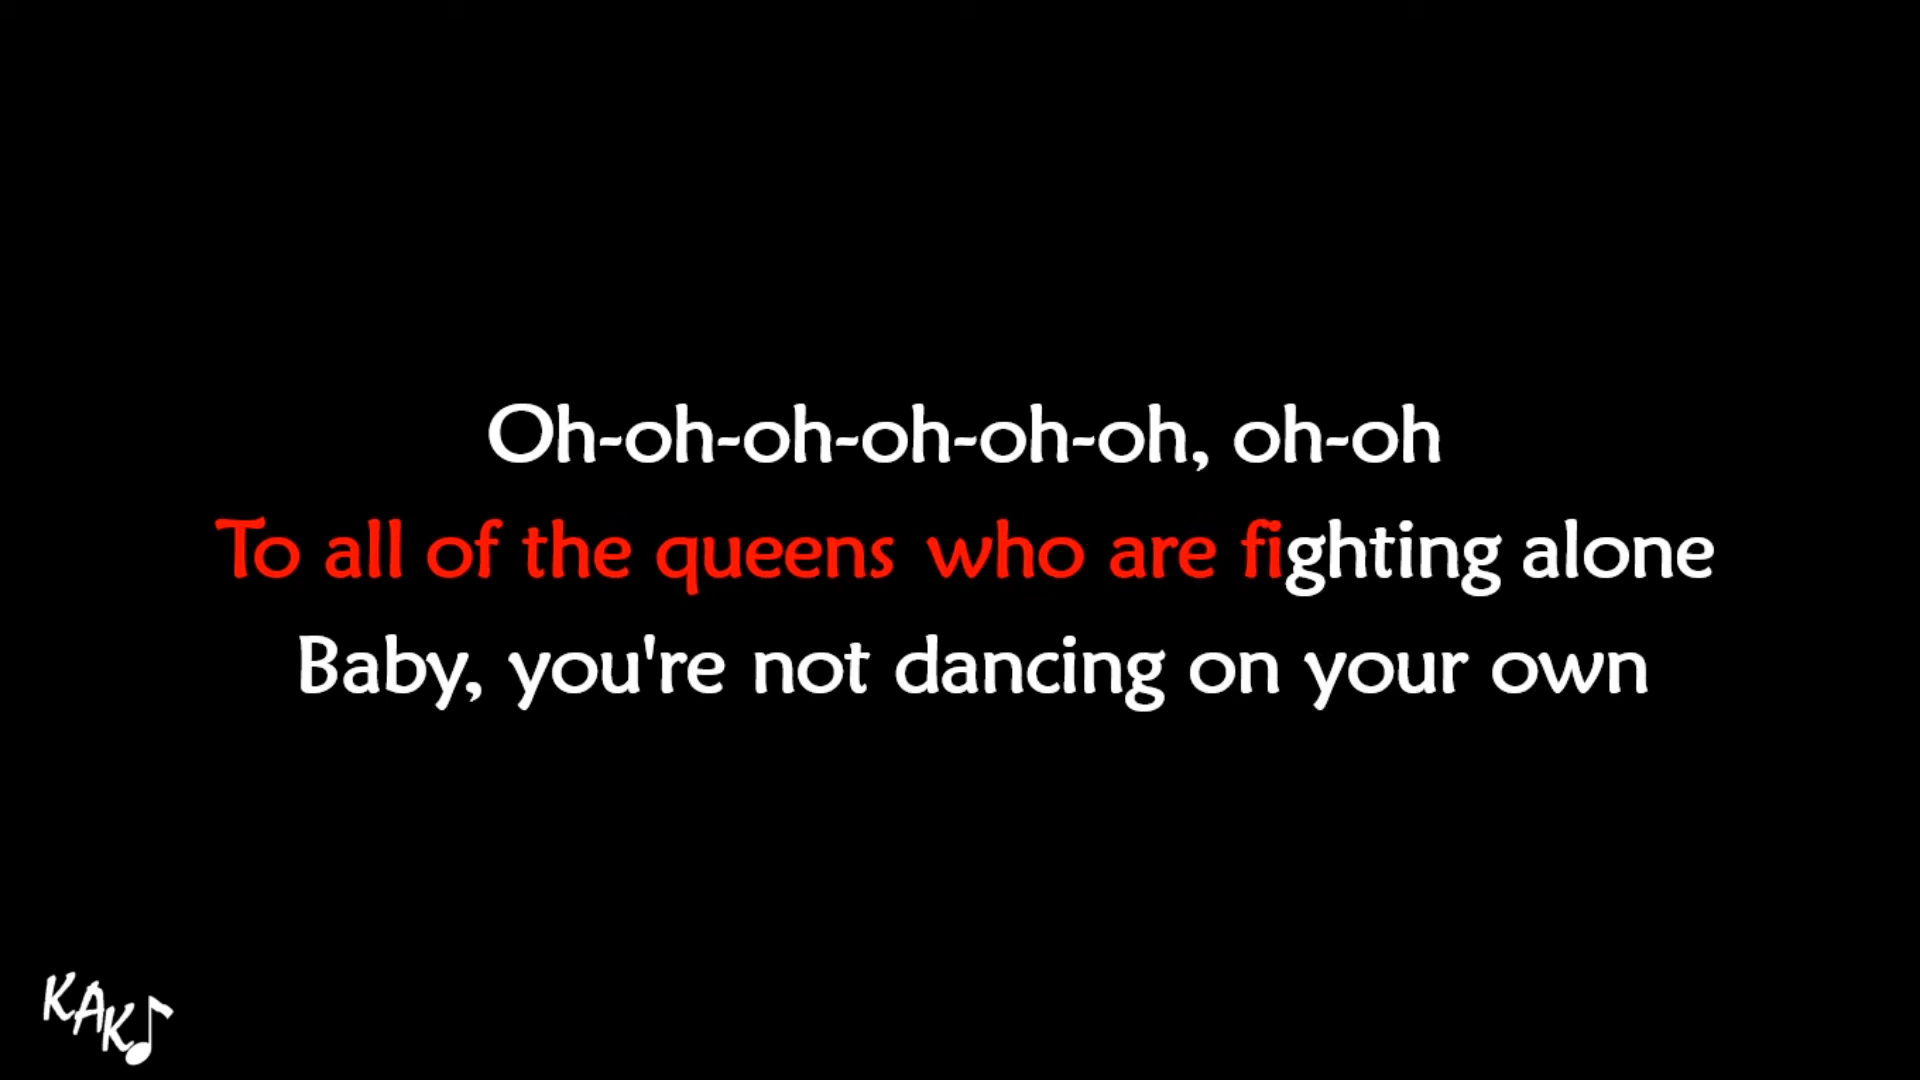 Oh-oh-oh-oh-oh-oh, oh-oh
To all of the queens who are fighting alone
Baby, you're not dancing on your own
KAK